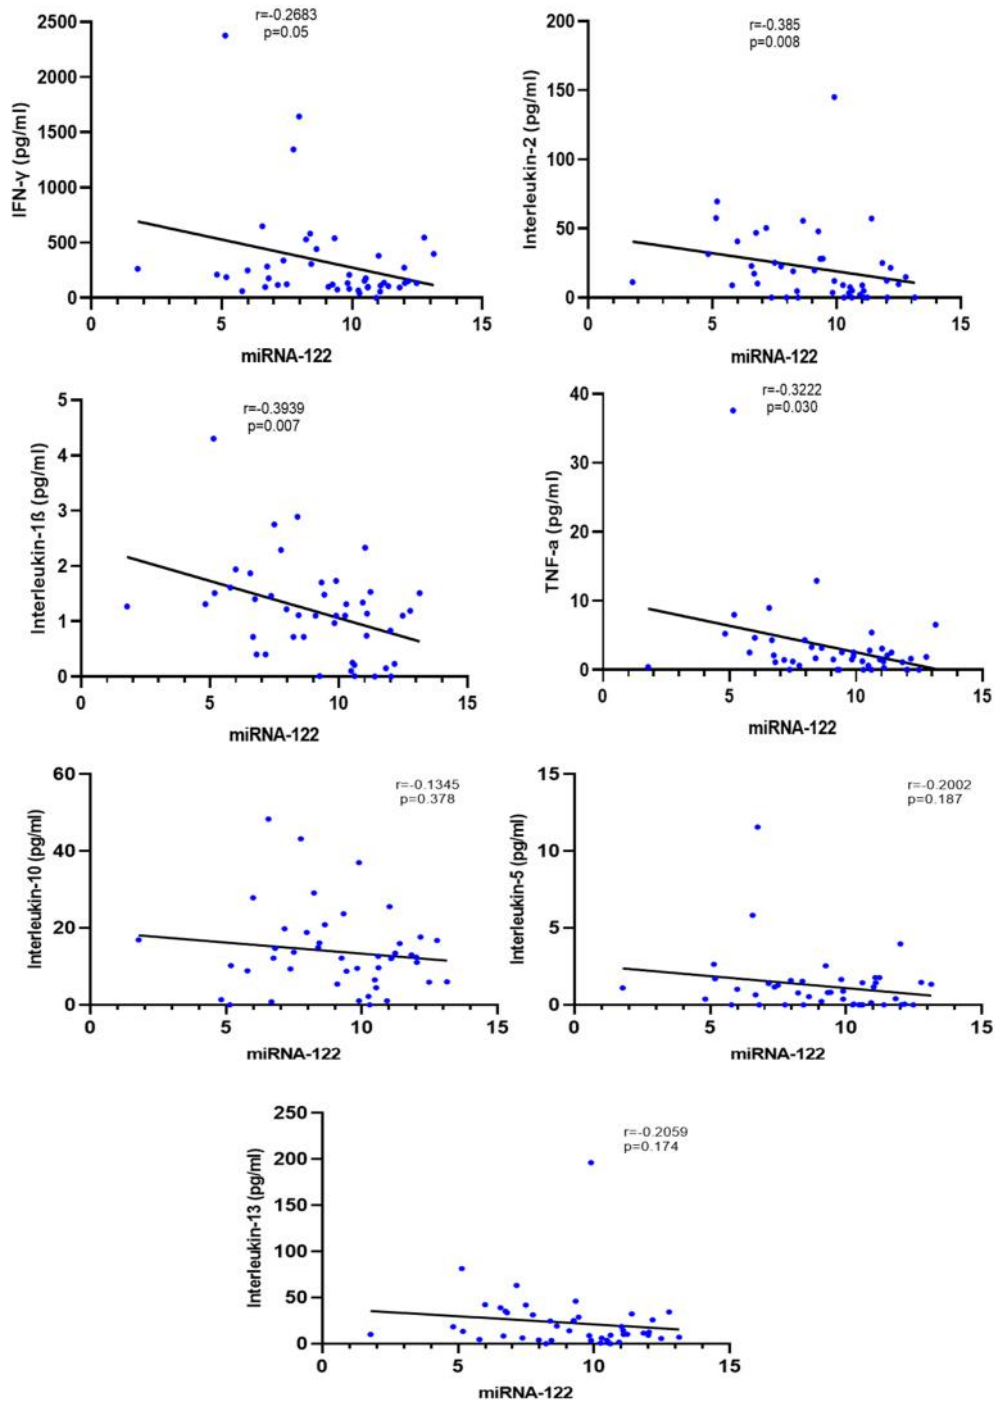 r=-0.2683
p=0.05
IFN-γ (pg/ml)
2500
2000
1500
1000
500
0
0 5 10 15
miRNA-122
r=-0.385
p=0.008
Interleukin-2 (pg/ml)
200
150
100
50
0
0 5 10 15
miRNA-122
r=-0.3939
p=0.007
Interleukin-1ß (pg/ml)
5
4
3
2
1
0
0 5 10 15
miRNA-122
r=-0.3222
p=0.030
TNF-a (pg/ml)
40
30
20
10
0
0 5 10 15
miRNA-122
r=-0.1345
p=0.378
Interleukin-10 (pg/ml)
60
40
20
0
0 5 10 15
miRNA-122
r=-0.2002
p=0.187
Interleukin-5 (pg/ml)
15
10
5
0
0 5 10 15
miRNA-122
r=-0.2059
p=0.174
Interleukin-13 (pg/ml)
250
200
150
100
50
0
0 5 10 15
miRNA-122